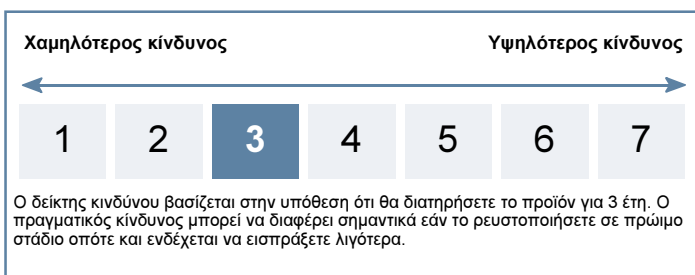 Χαμηλότερος κίνδυνος Υψηλότερος κίνδυνος
1 2 3 4 5 6 7
Ο δείκτης κινδύνου βασίζεται στην υπόθεση ότι θα διατηρήσετε το προϊόν για 3 έτη. Ο
πραγματικός κίνδυνος μπορεί να διαφέρει σημαντικά εάν το ρευστοποιήσετε σε πρώιμο
στάδιο οπότε και ενδέχεται να εισπράξετε λιγότερα.